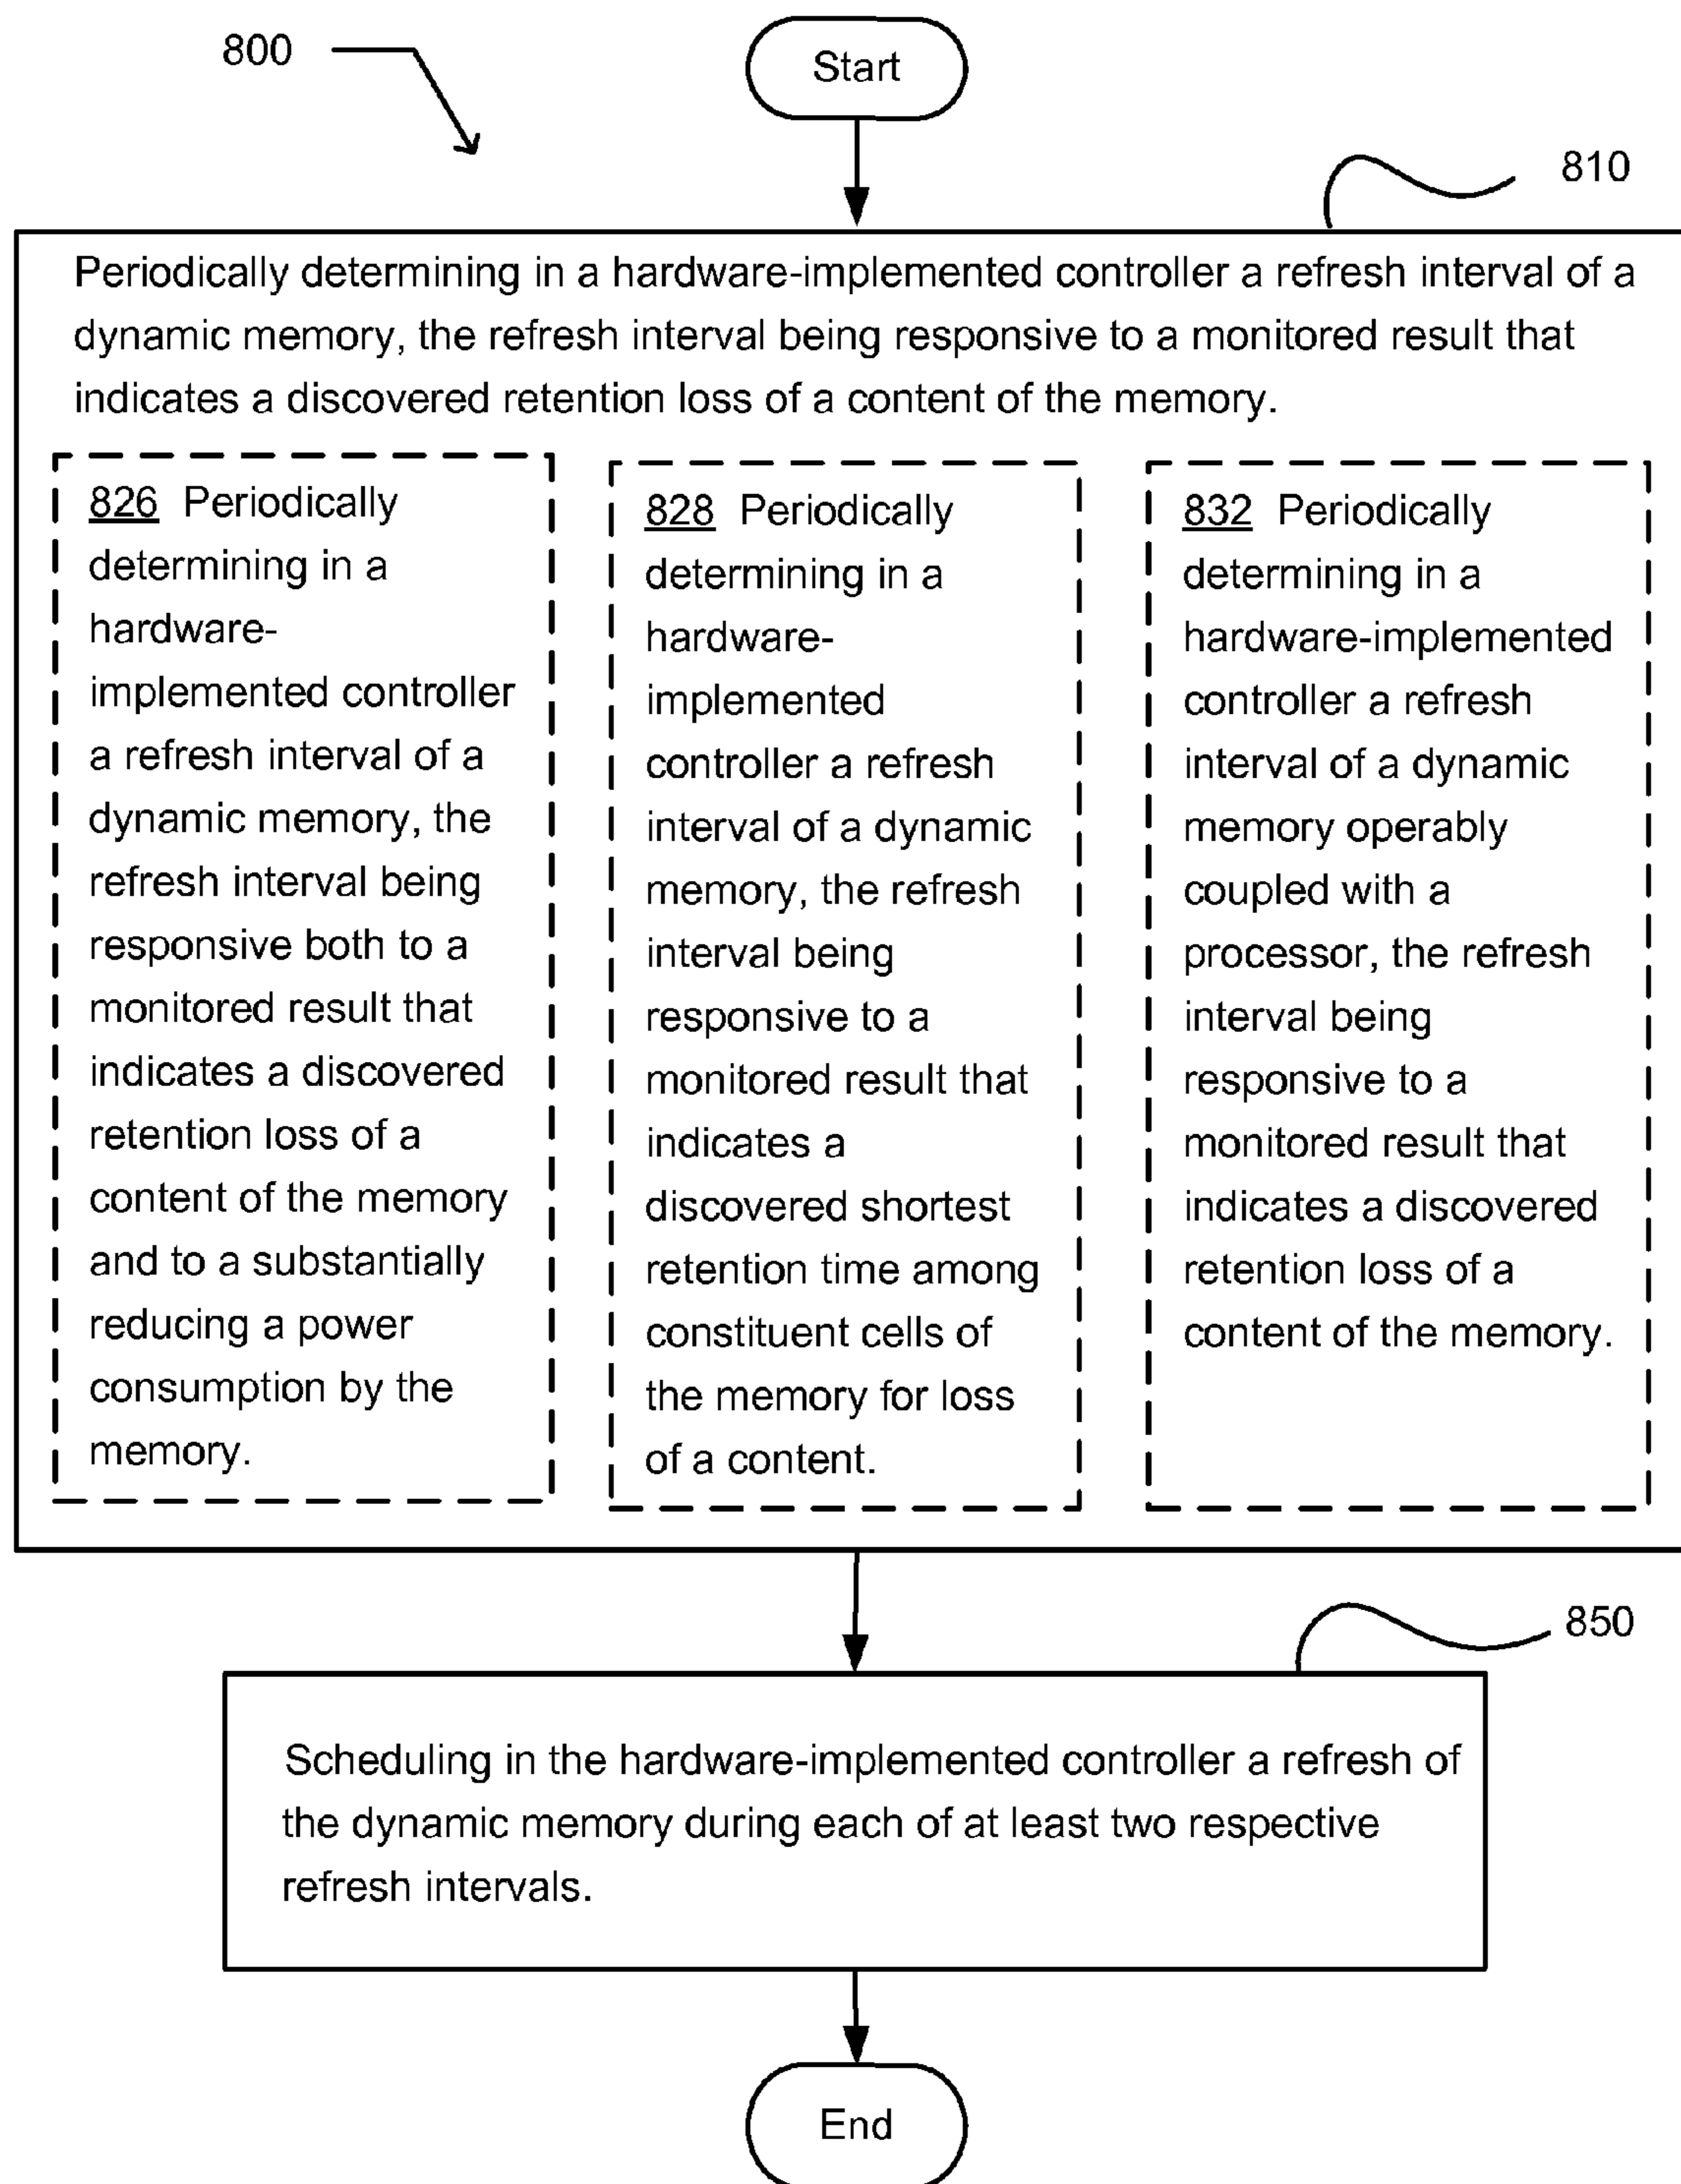 800
Start
810
Periodically determining in a hardware-implemented controller a refresh interval of a
dynamic memory, the refresh interval being responsive to a monitored result that
indicates a discovered retention loss of a content of the memory.
826 Periodically
determining in a
hardware-
implemented controller
a refresh interval of a
dynamic memory, the
refresh interval being
responsive both to a
monitored result that
indicates a discovered
retention loss of a
content of the memory
and to a substantially
reducing a power
consumption by the
memory.
828 Periodically
determining in a
hardware-
implemented
controller a refresh
interval of a dynamic
memory, the refresh
interval being
responsive to a
monitored result that
indicates a
discovered shortest
retention time among
constituent cells of
the memory for loss
of a content.
832 Periodically
determining in a
hardware-implemented
controller a refresh
interval of a dynamic
memory operably
coupled with a
processor, the refresh
interval being
responsive to a
monitored result that
indicates a discovered
retention loss of a
content of the memory.
850
Scheduling in the hardware-implemented controller a refresh of
the dynamic memory during each of at least two respective
refresh intervals.
End